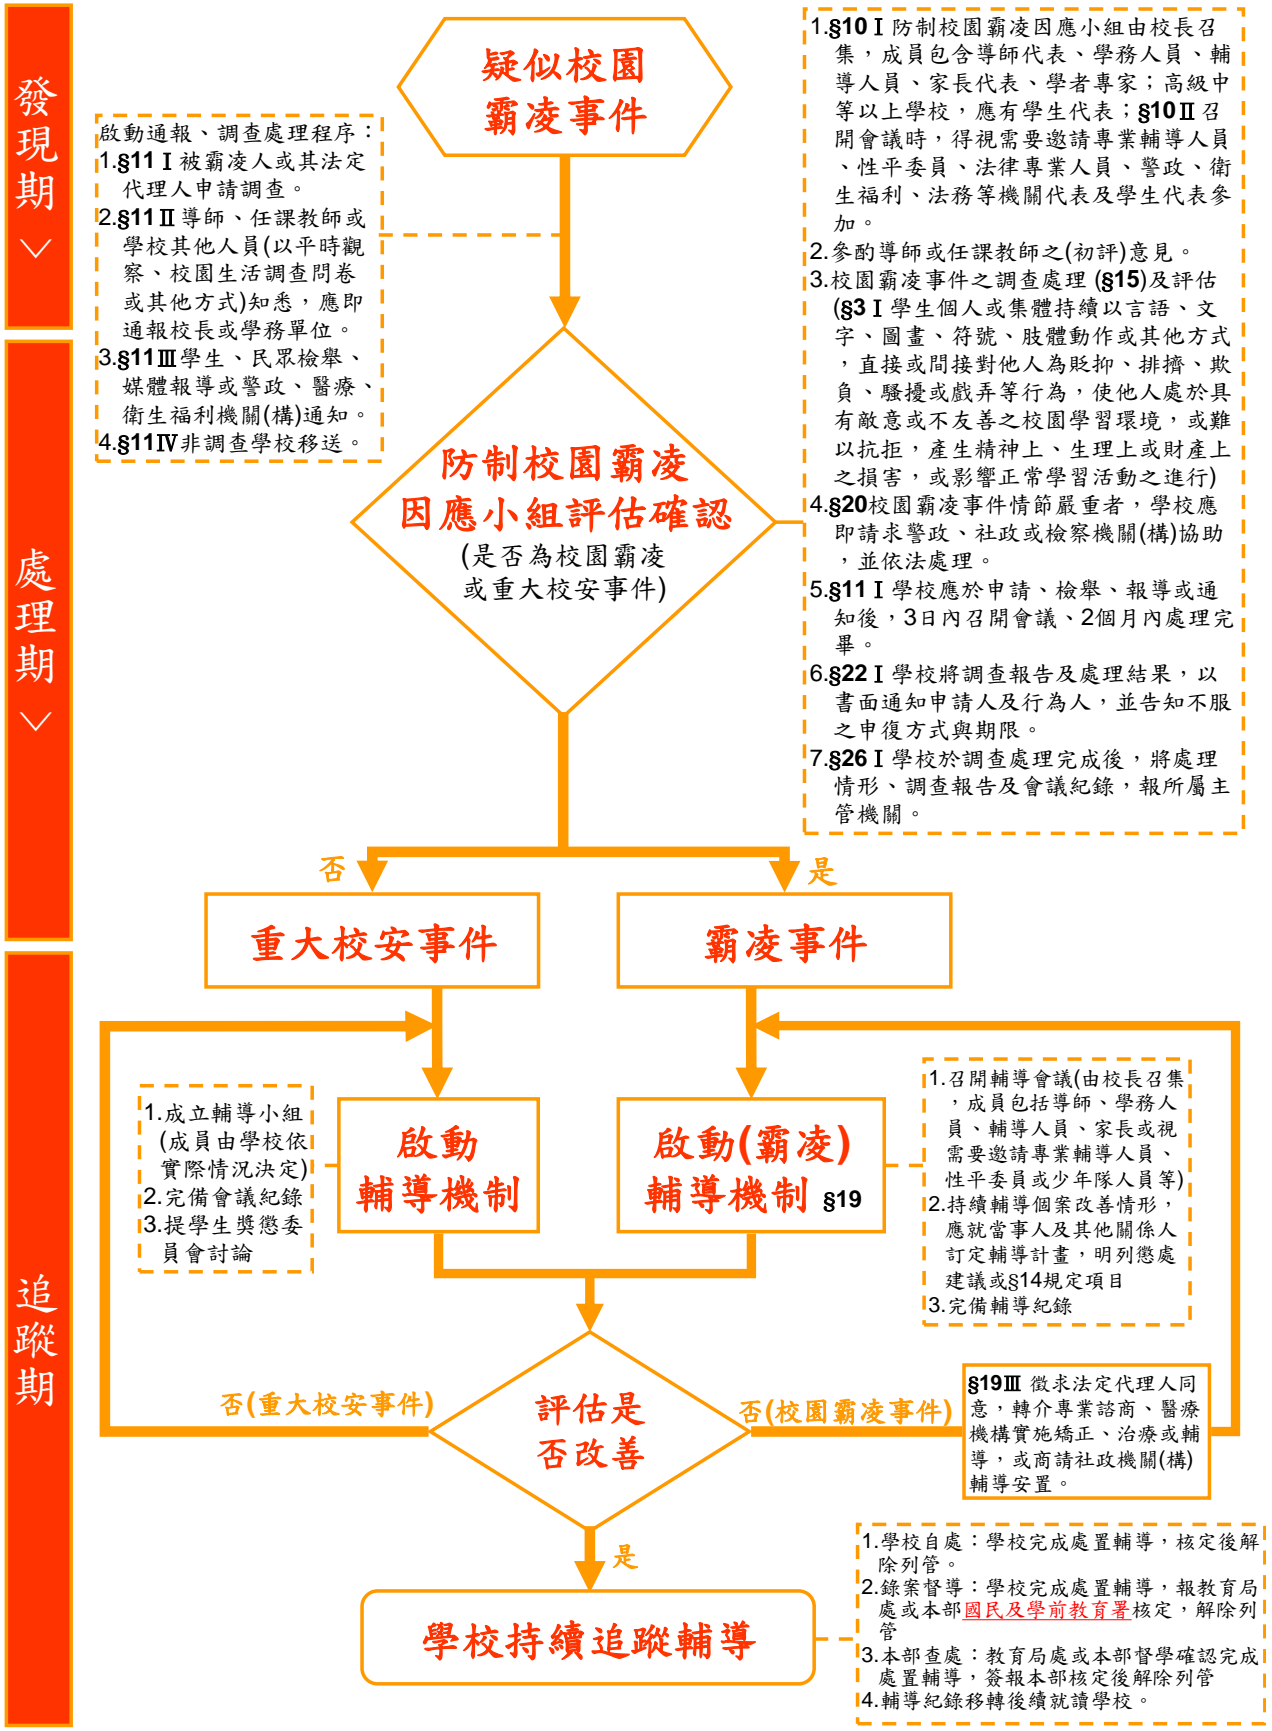 發現期
處理期
追蹤期
疑似校園
霸凌事件
啟動通報、調查處理程序：
1.§11Ⅰ被霸凌人或其法定
代理人申請調查。
2.§11Ⅱ導師、任課教師或
學校其他人員(以平時觀
察、校園生活調查問卷
或其他方式)知悉，應即
通報校長或學務單位。
3.§11Ⅲ學生、民眾檢舉、
媒體報導或警政、醫療、
衛生福利機關(構)通知。
4.§11Ⅳ非調查學校移送。
1.§10Ⅰ防制校園霸凌因應小組由校長召
集，成員包含導師代表、學務人員、輔
導人員、家長代表、學者專家；高級中
等以上學校，應有學生代表；§10Ⅱ召
開會議時，得視需要邀請專業輔導人員
、性平委員、法律專業人員、警政、衛
生福利、法務等機關代表及學生代表參
加。
2.參酌導師或任課教師之(初評)意見。
3.校園霸凌事件之調查處理 (§15)及評估
(§3Ⅰ學生個人或集體持續以言語、文
字、圖畫、符號、肢體動作或其他方式
，直接或間接對他人為貶抑、排擠、欺
負、騷擾或戲弄等行為，使他人處於具
有敵意或不友善之校園學習環境，或難
以抗拒，產生精神上、生理上或財產上
之損害，或影響正常學習活動之進行)
4.§20校園霸凌事件情節嚴重者，學校應
即請求警政、社政或檢察機關(構)協助
，並依法處理。
5.§11Ⅰ學校應於申請、檢舉、報導或通
知後，3日內召開會議、2個月內處理完
畢。
6.§22Ⅰ學校將調查報告及處理結果，以
書面通知申請人及行為人，並告知不服
之申復方式與期限。
7.§26Ⅰ學校於調查處理完成後，將處理
情形、調查報告及會議紀錄，報所屬主
管機關。
防制校園霸凌
因應小組評估確認
(是否為校園霸凌
或重大校安事件)
否
是
重大校安事件
霸凌事件
1.成立輔導小組
(成員由學校依
實際情況決定)
2.完備會議紀錄
3.提學生獎懲委
員會討論
啟動
輔導機制
啟動(霸凌)
輔導機制 §19
1.召開輔導會議(由校長召集
，成員包括導師、學務人
員、輔導人員、家長或視
需要邀請專業輔導人員、
性平委員或少年隊人員等)
2.持續輔導個案改善情形，
應就當事人及其他關係人
訂定輔導計畫，明列懲處
建議或§14規定項目
3.完備輔導紀錄
否(重大校安事件)
評估是
否改善
否(校園霸凌事件)
§19Ⅲ 徵求法定代理人同
意，轉介專業諮商、醫療
機構實施矯正、治療或輔
導，或商請社政機關(構)
輔導安置。
是
學校持續追蹤輔導
1.學校自處：學校完成處置輔導，核定後解
除列管。
2.錄案督導：學校完成處置輔導，報教育局
處或本部國民及學前教育署核定，解除列
管
3.本部查處：教育局處或本部督學確認完成
處置輔導，簽報本部核定後解除列管
4.輔導紀錄移轉後續就讀學校。